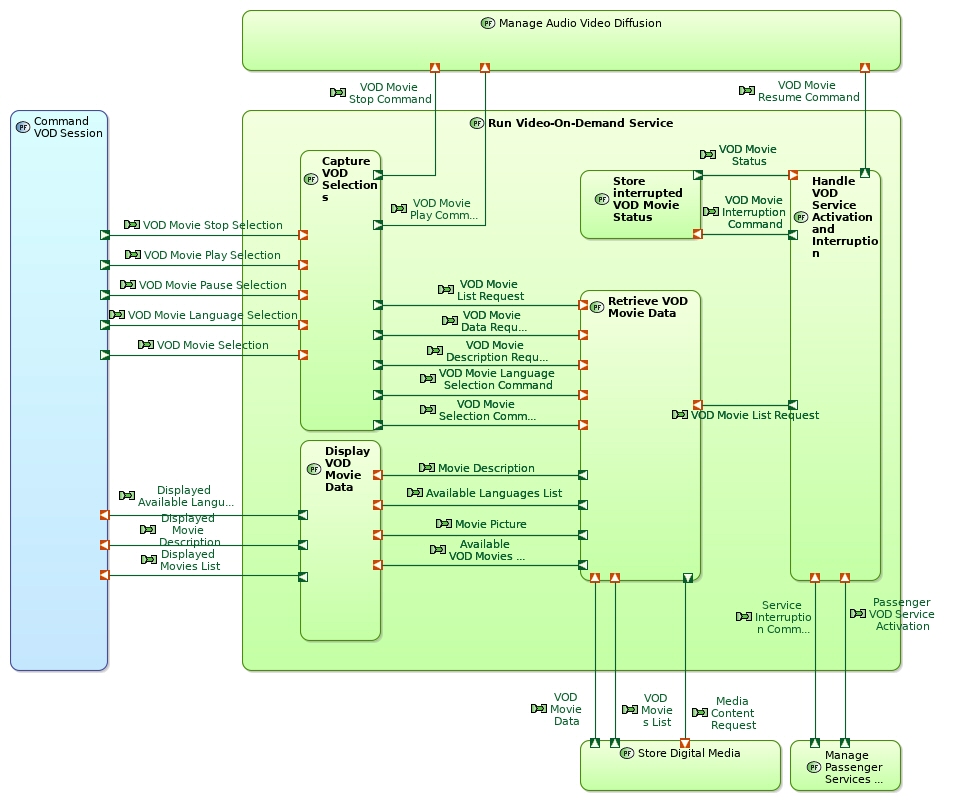 Manage Audio Video Diffusion
VOD Movie
Stop Command
VOD Movie
Resume Command
Command
VOD Session
Run Video-On-Demand Service
Capture
VOD
Selection
s
VOD Movie
Play Comm...
Store
interrupted
VOD Movie
Status
VOD Movie
Status
VOD Movie
Interruption
Command
Handle
VOD
Service
Activation
and
Interruptio
n
VOD Movie Stop Selection
VOD Movie Play Selection
VOD Movie Pause Selection
VOD Movie Language Selection
VOD Movie Selection
VOD Movie
List Request
VOD Movie
Data Requ...
VOD Movie
Description Requ...
VOD Movie Language
Selection Command
VOD Movie
Selection Comm...
Retrieve VOD
Movie Data
VOD Movie List Request
Display
VOD
Movie
Data
Movie Description
Available Languages List
Movie Picture
Available
VOD Movies ...
Displayed
Available Langu...
Displayed
Movie
Description
Displayed
Movies List
Service
Interruptio
n Comm...
Passenger
VOD Service
Activation
VOD
Movie
Data
VOD
Movie
s List
Media
Content
Request
Store Digital Media
Manage
Passenger
Services ...
PF
PF
PF
PF
PF
PF
PF
PF
PF
PF